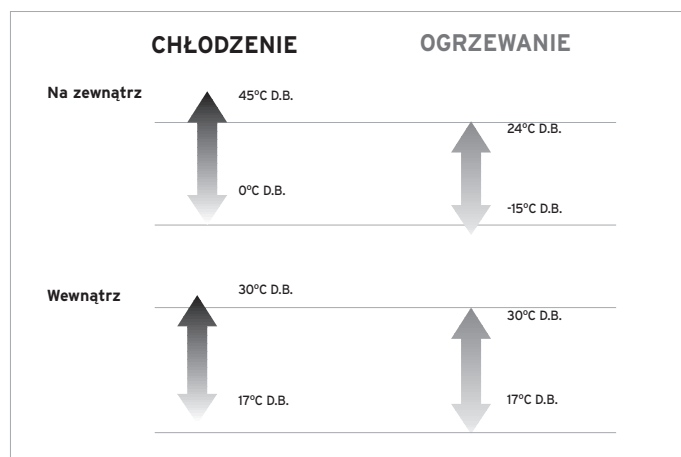 CHŁODZENIE OGRZEWANIE
Na zewnątrz 45°C D.B.
24°C D.B.
0°C D.B.
-15°C D.B.
Wewnątrz 30°C D.B.
30°C D.B.
17°C D.B. 17°C D.B.